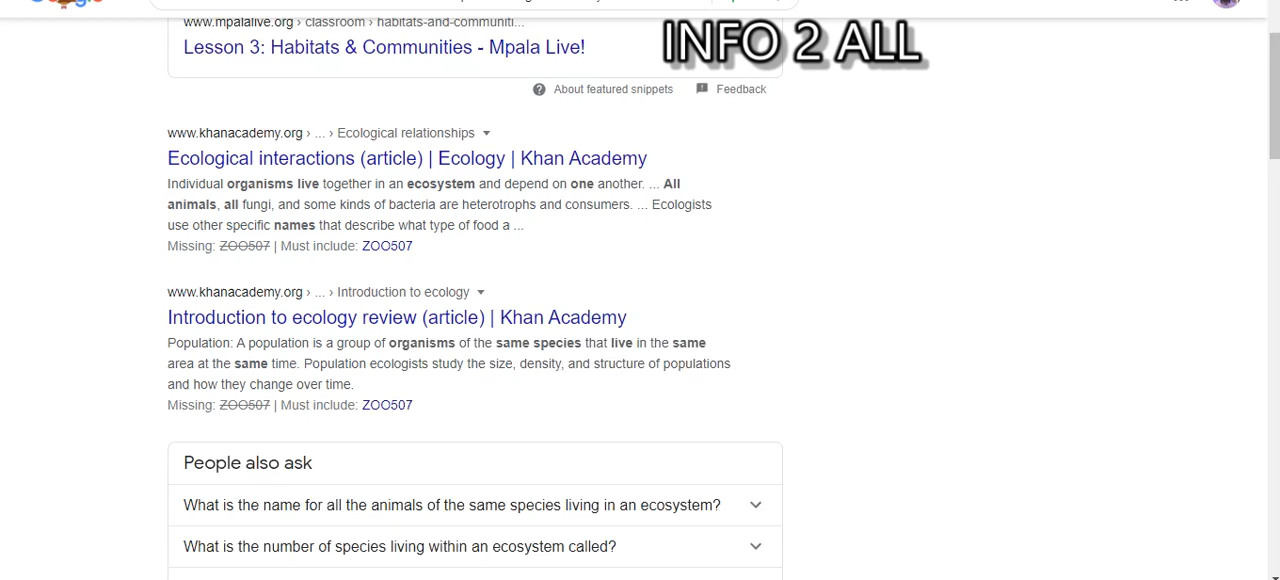 www.mpalalive.org › classroom › habitats-and-communiti...
Lesson 3: Habitats & Communities - Mpala Live!
INFO 2 ALL
About featured snippets
Feedback
www.khanacademy.org › ... › Ecological relationships
Ecological interactions (article) | Ecology | Khan Academy
Individual organisms live together in an ecosystem and depend on one another. ... All
animals, all fungi, and some kinds of bacteria are heterotrophs and consumers. ... Ecologists
use other specific names that describe what type of food a ...
Missing: ZOO507 | Must include: ZOO507
www.khanacademy.org › ... › Introduction to ecology
Introduction to ecology review (article) | Khan Academy
Population: A population is a group of organisms of the same species that live in the same
area at the same time. Population ecologists study the size, density, and structure of populations
and how they change over time.
Missing: ZOO507 | Must include: ZOO507
People also ask
What is the name for all the animals of the same species living in an ecosystem?
What is the number of species living within an ecosystem called?